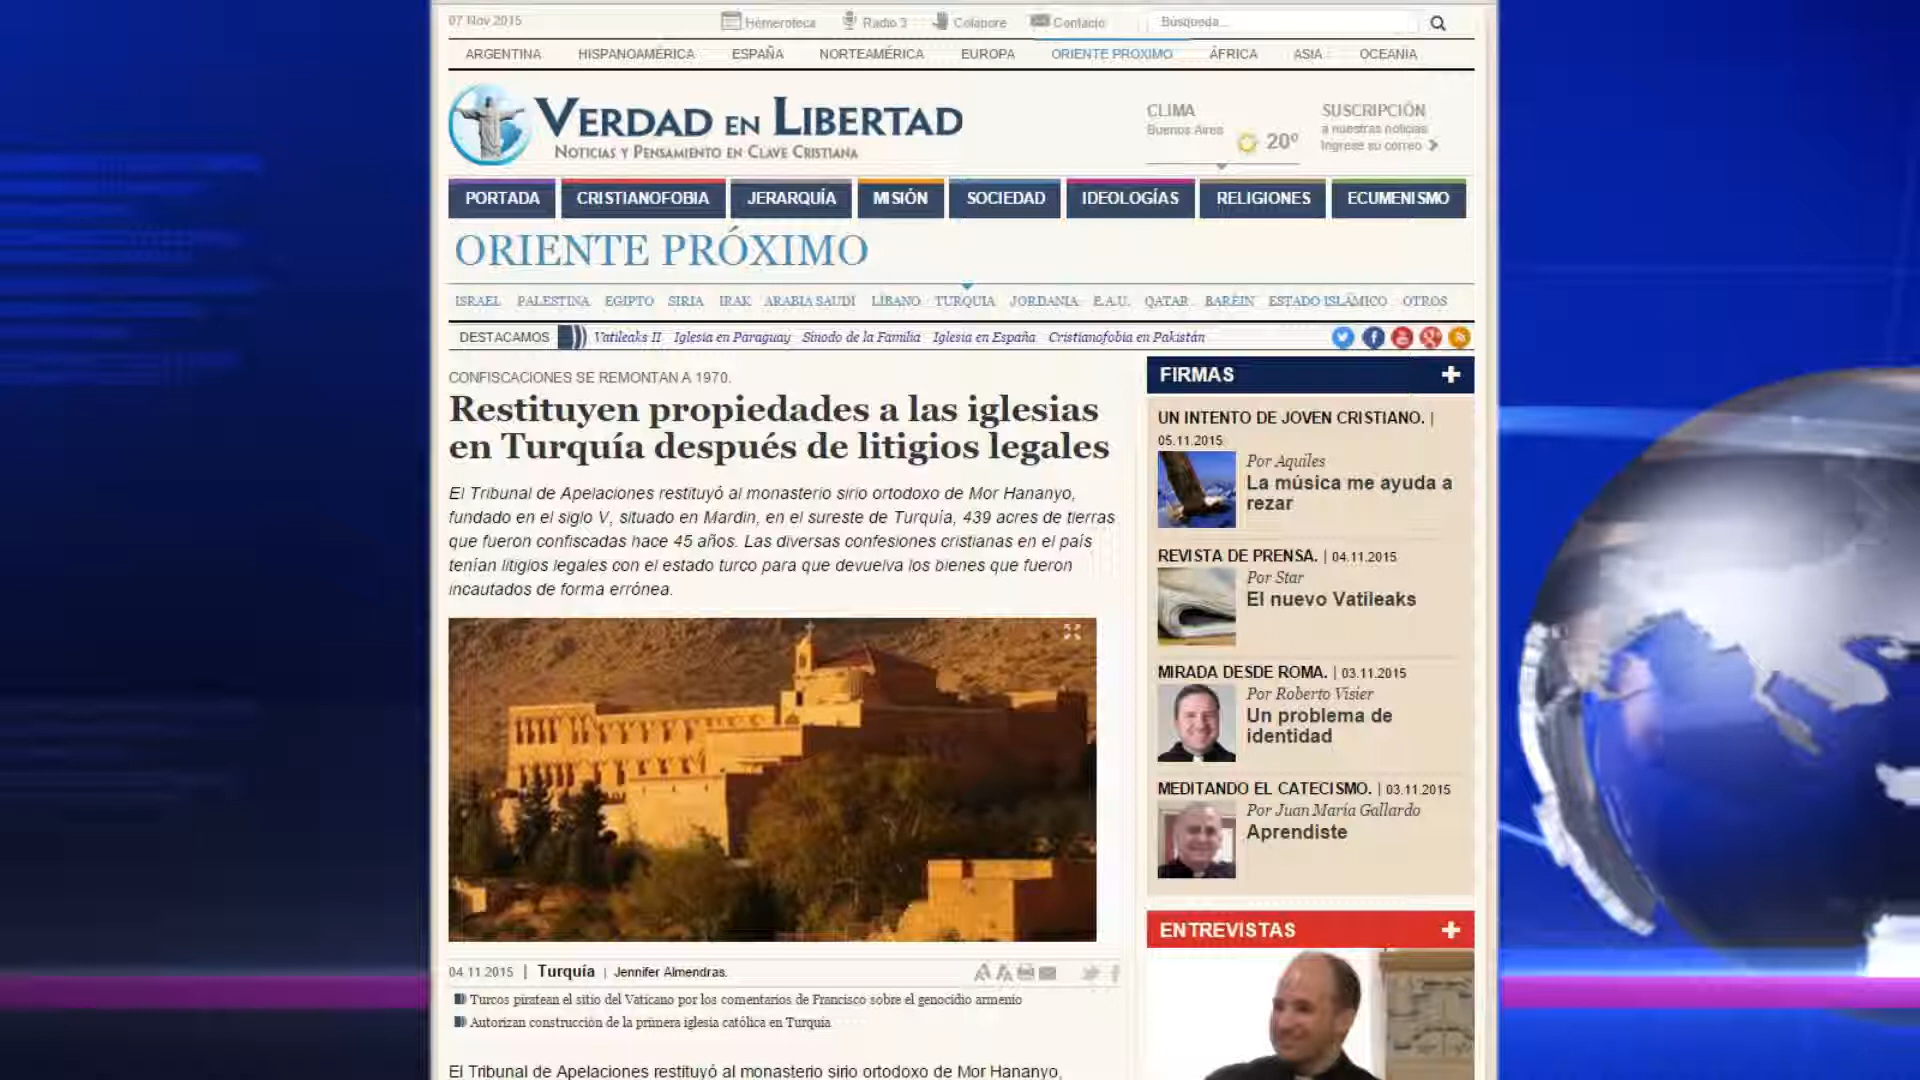 07 Nov 2015
Hemeroteca
Radio 3
Colabore
Contacto
Búsqueda...
ARGENTINA
HISPANOAMÉRICA
ESPAÑA
NORTEAMÉRICA
EUROPA
ORIENTE PRÓXIMO
ÁFRICA
ASIA
OCEANIA
VERDAD EN LIBERTAD
NOTICIAS Y PENSAMIENTO EN CLAVE CRISTIANA
CLIMA
Buenos Aires
20º
SUSCRIPCIÓN
a nuestras noticias
Ingrese su correo
PORTADA
CRISTIANOFOBIA
JERARQUÍA
MISIÓN
SOCIEDAD
IDEOLOGÍAS
RELIGIONES
ECUMENISMO
ORIENTE PRÓXIMO
ISRAEL
PALESTINA
EGIPTO
SIRIA
IRAK
ARABIA SAUDI
LÍBANO
TURQUIA
JORDANIA
E.A.U.
QATAR
BARÉIN
ESTADO ISLÁMICO
OTROS
DESTACAMOS
Vatileaks II
Iglesia en Paraguay
Sínodo de la Familia
Iglesia en España
Cristianofobia en Pakistán
CONFISCACIONES SE REMONTAN A 1970.
Restituyen propiedades a las iglesias
en Turquía después de litigios legales
El Tribunal de Apelaciones restituyó al monasterio sirio ortodoxo de Mor Hananyo,
fundado en el siglo V, situado en Mardin, en el sureste de Turquía, 439 acres de tierras
que fueron confiscadas hace 45 años. Las diversas confesiones cristianas en el país
tenían litigios legales con el estado turco para que devuelva los bienes que fueron
incautados de forma errónea.
04.11.2015 | Turquía | Jennifer Almendras.
Turcos piratean el sitio del Vaticano por los comentarios de Francisco sobre el genocidio armenio
Autorizan construcción de la primera iglesia católica en Turquía
El Tribunal de Apelaciones restituyó al monasterio sirio ortodoxo de Mor Hananyo,
FIRMAS
UN INTENTO DE JOVEN CRISTIANO. |
05.11.2015
Por Aquíles
La música me ayuda a
rezar
REVISTA DE PRENSA. | 04.11.2015
Por Star
El nuevo Vatileaks
MIRADA DESDE ROMA. | 03.11.2015
Por Roberto Visier
Un problema de
identidad
MEDITANDO EL CATECISMO. | 03.11.2015
Por Juan María Gallardo
Aprendiste
ENTREVISTAS